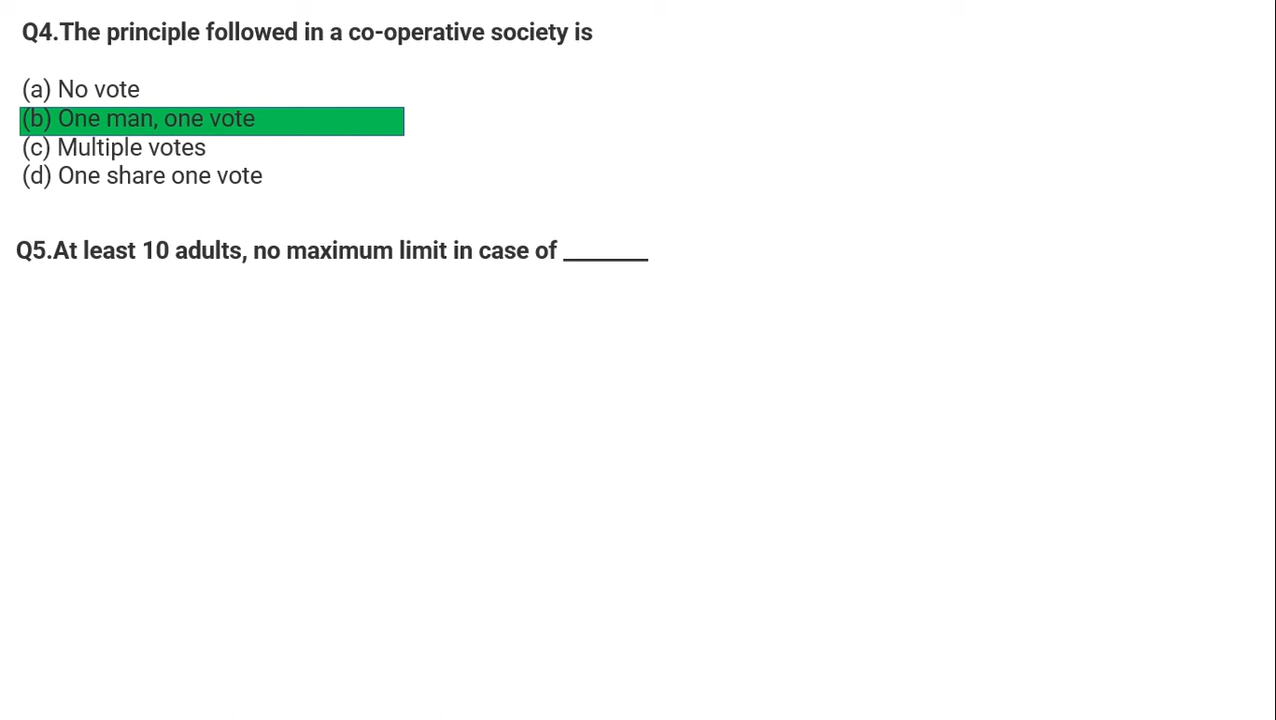 Q4.The principle followed in a co-operative society is
(a) No vote
(b) One man, one vote
(c) Multiple votes
(d) One share one vote
Q5.At least 10 adults, no maximum limit in case of _______